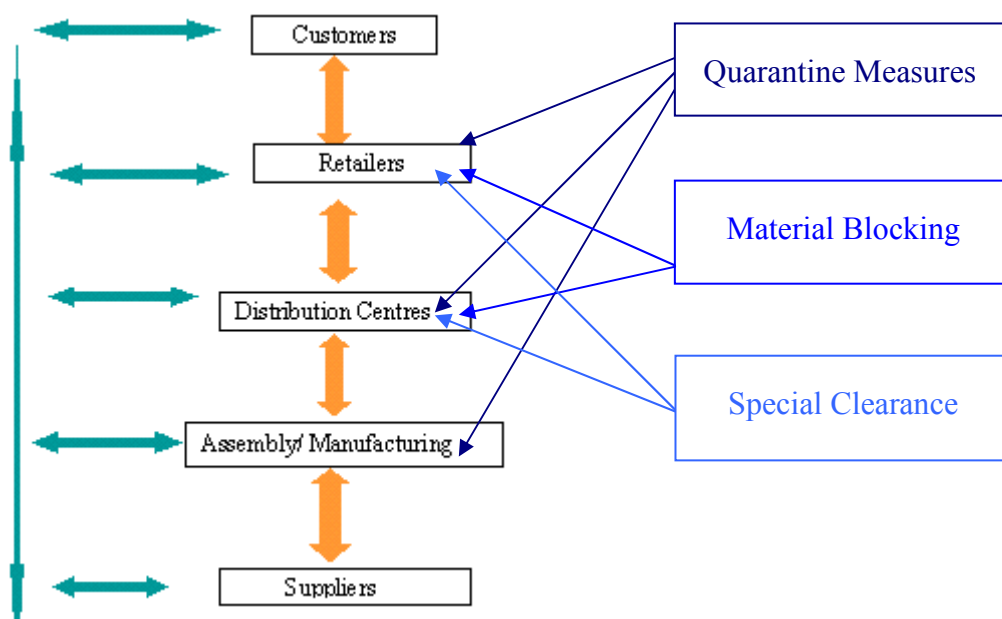 Customers
Retailers
Distribution Centres
Assembly/ Manufacturing
Suppliers
Quarantine Measures
Material Blocking
Special Clearance